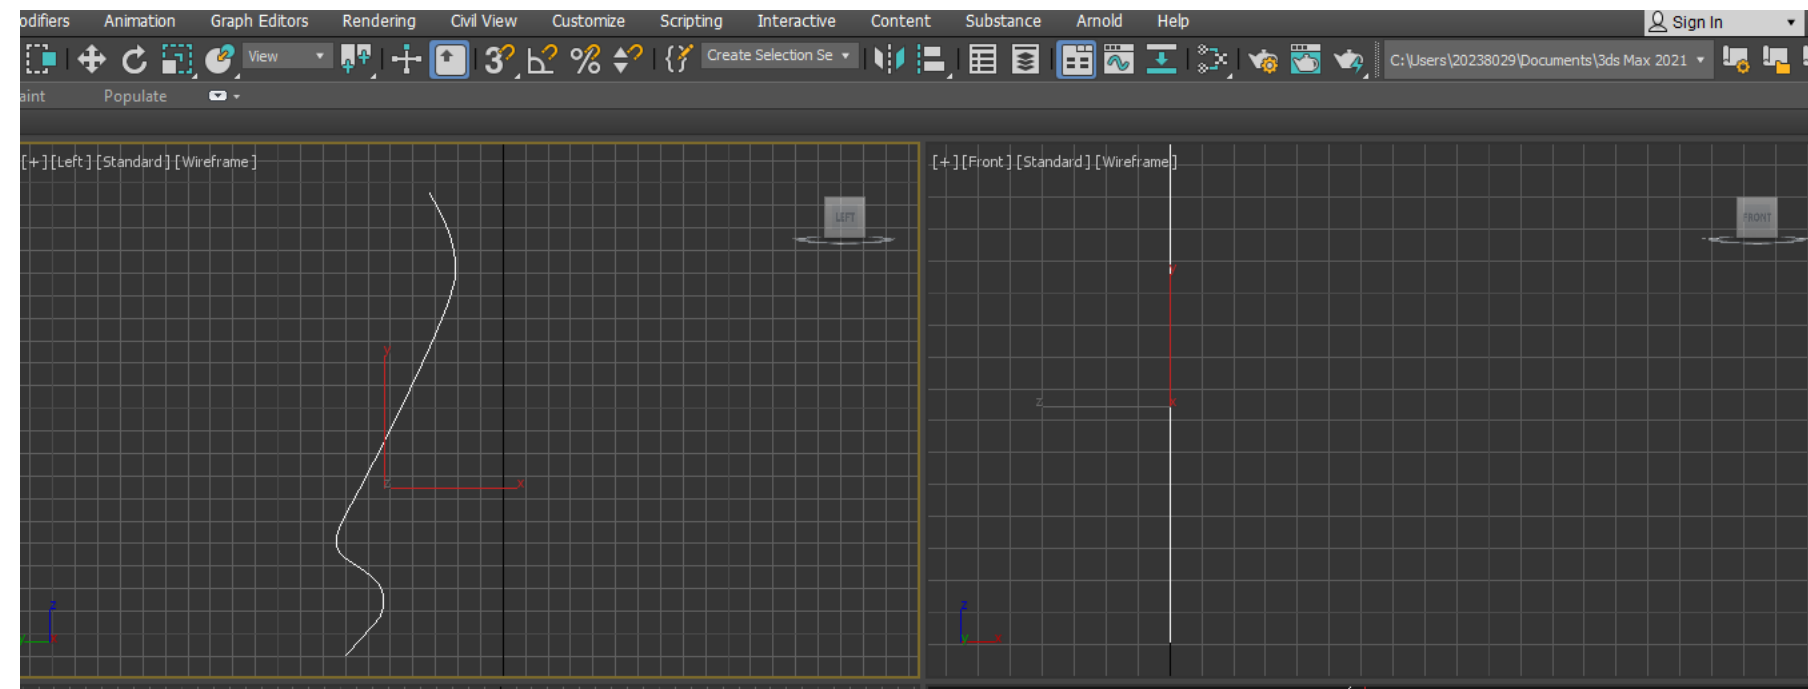 odifiers Animation Graph Editors Rendering Civil View Customize Scripting Interactive Content Substance Arnold Help Sign In
View 3 Create Selection Se C:\Users\20238029\Documents\3ds Max 2021
aint Populate
[+][Left][Standard][Wireframe]
[+][Front][Standard][Wireframe]
LEFT
FRONT
y
y
z
x
z
x
z
y
z
y
x